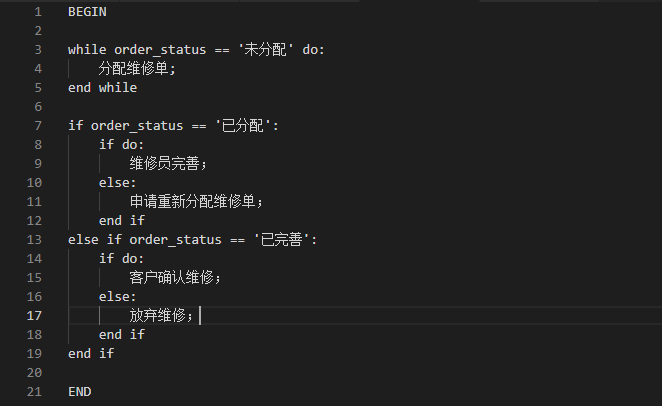 1 BEGIN
2
3 while order_status == '未分配' do:
4     分配维修单;
5 end while
6
7 if order_status == '已分配':
8     if do:
9         维修员完善;
10     else:
11         申请重新分配维修单;
12     end if
13 else if order_status == '已完善':
14     if do:
15         客户确认维修;
16     else:
17         放弃维修;
18     end if
19 end if
20
21 END